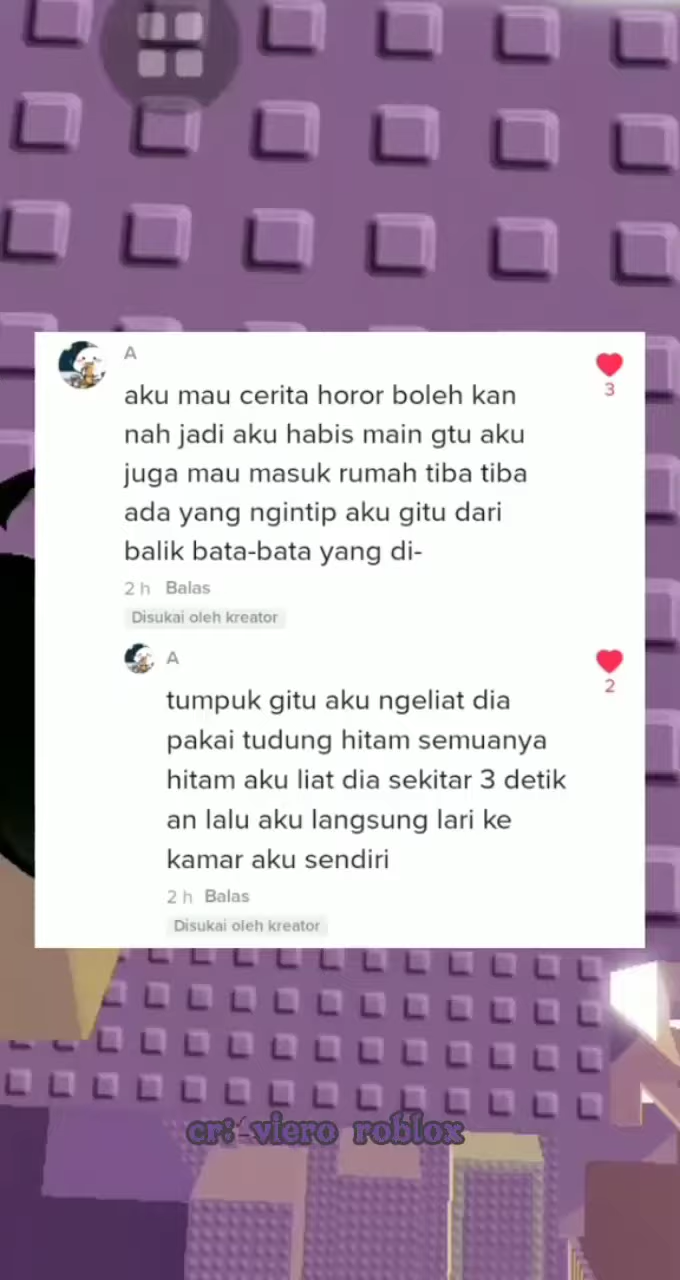 A
aku mau cerita horor boleh kan
nah jadi aku habis main gtu aku
juga mau masuk rumah tiba tiba
ada yang ngintip aku gitu dari
balik bata-bata yang di-
3
2 h Balas
Disukai oleh kreator
A
tumpuk gitu aku ngeliat dia
pakai tudung hitam semuanya
hitam aku liat dia sekitar 3 detik
an lalu aku langsung lari ke
kamar aku sendiri
2
2 h Balas
Disukai oleh kreator
cr: viero roblox